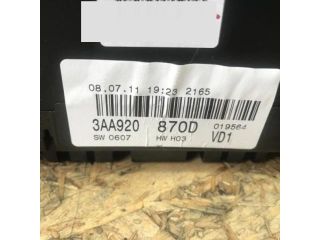 08.07.11 19:23 2165
3AA920 870D 019564
SW 0607 HW H03 VD1